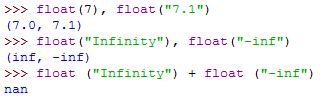 >>> float(7), float("7.1")
(7.0, 7.1)
>>> float("Infinity"), float("-inf")
(inf, -inf)
>>> float ("Infinity") + float ("-inf")
nan